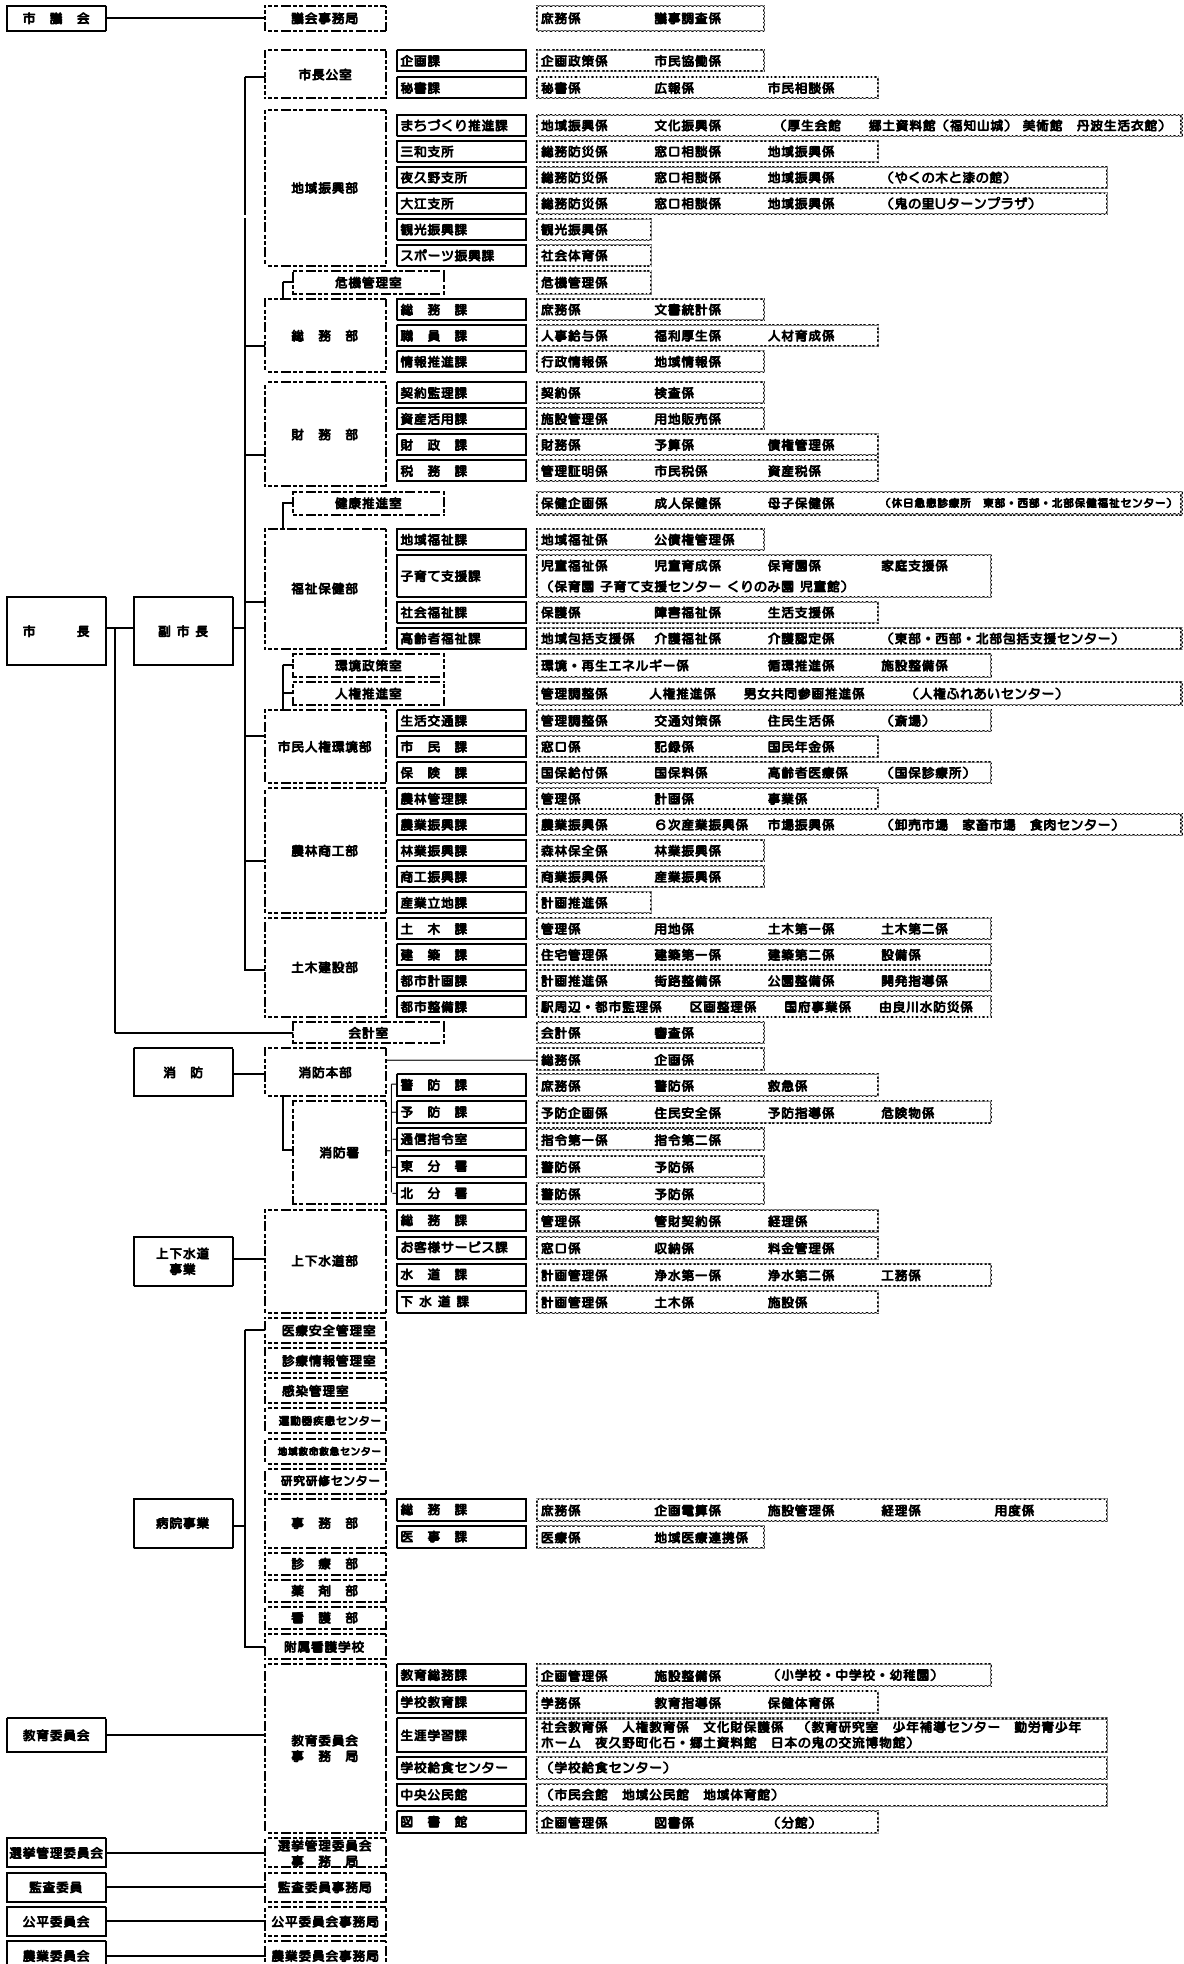 市 議 会 議会事務局 庶務係 議事調査係
市長公室 企画課 企画政策係 市民協働係
秘書課 秘書係 広報係 市民相談係
地域振興部 まちづくり推進課 地域振興係 文化振興係 （厚生会館 郷土資料館（福知山城） 美術館 丹波生活衣館）
三和支所 総務防災係 窓口相談係 地域振興係
夜久野支所 総務防災係 窓口相談係 地域振興係 （やくの木と漆の館）
大江支所 総務防災係 窓口相談係 地域振興係 （鬼の里Uターンプラザ）
観光振興課 観光振興係
スポーツ振興課 社会体育係
危機管理室 危機管理係
総 務 部 総 務 課 庶務係 文書統計係
職 員 課 人事給与係 福利厚生係 人材育成係
情報推進課 行政情報係 地域情報係
財 務 部 契約監理課 契約係 検査係
資産活用課 施設管理係 用地販売係
財 政 課 財務係 予算係 債権管理係
税 務 課 管理証明係 市民税係 資産税係
健康推進室 保健企画係 成人保健係 母子保健係 （休日急患診療所 東部・西部・北部保健福祉センター）
福祉保健部 地域福祉課 地域福祉係 公債権管理係
子育て支援課 児童福祉係 児童育成係 保育園係 家庭支援係
（保育園 子育て支援センター くりのみ園 児童館）
社会福祉課 保護係 障害福祉係 生活支援係
市 長 副 市 長 高齢者福祉課 地域包括支援係 介護福祉係 介護認定係 （東部・西部・北部包括支援センター）
環境政策室 環境・再生エネルギー係 循環推進係 施設整備係
人権推進室 管理調整係 人権推進係 男女共同参画推進係 （人権ふれあいセンター）
市民人権環境部 生活交通課 管理調整係 交通対策係 住民生活係 （斎場）
市 民 課 窓口係 記録係 国民年金係
保 険 課 国保給付係 国保料係 高齢者医療係 （国保診療所）
農林商工部 農林管理課 管理係 計画係 事業係
農業振興課 農業振興係 ６次産業振興係 市場振興係 （卸売市場 家畜市場 食肉センター）
林業振興課 森林保全係 林業振興係
商工振興課 商業振興係 産業振興係
産業立地課 計画推進係
土木建設部 土 木 課 管理係 用地係 土木第一係 土木第二係
建 築 課 住宅管理係 建築第一係 建築第二係 設備係
都市計画課 計画推進係 街路整備係 公園整備係 開発指導係
都市整備課 駅周辺・都市監理係 区画整理係 国府事業係 由良川水防災係
会計室 会計係 審査係
消 防 消防本部 総務係 企画係
警 防 課 庶務係 警防係 救急係
消防署 予 防 課 予防企画係 住民安全係 予防指導係 危険物係
通信指令室 指令第一係 指令第二係
東 分 署 警防係 予防係
北 分 署 警防係 予防係
上下水道
事業 上下水道部 総 務 課 管理係 管財契約係 経理係
お客様サービス課 窓口係 収納係 料金管理係
水 道 課 計画管理係 浄水第一係 浄水第二係 工務係
下 水 道 課 計画管理係 土木係 施設係
医療安全管理室
診療情報管理室
感染管理室
運動器疾患センター
地域救命救急センター
研究研修センター
病院事業 事 務 部 総 務 課 庶務係 企画電算係 施設管理係 経理係 用度係
医 事 課 医療係 地域医療連携係
診 療 部
薬 剤 部
看 護 部
附属看護学校
教育委員会 教育委員会
事 務 局 教育総務課 企画管理係 施設整備係 （小学校・中学校・幼稚園）
学校教育課 学務係 教育指導係 保健体育係
生涯学習課 社会教育係 人権教育係 文化財保護係 （教育研究室 少年補導センター 勤労青少年
ホーム 夜久野町化石・郷土資料館 日本の鬼の交流博物館）
学校給食センター （学校給食センター）
中央公民館 （市民会館 地域公民館 地域体育館）
図 書 館 企画管理係 図書係 （分館）
選挙管理委員会 選挙管理委員会
事 務 局
監査委員 監査委員事務局
公平委員会 公平委員会事務局
農業委員会 農業委員会事務局